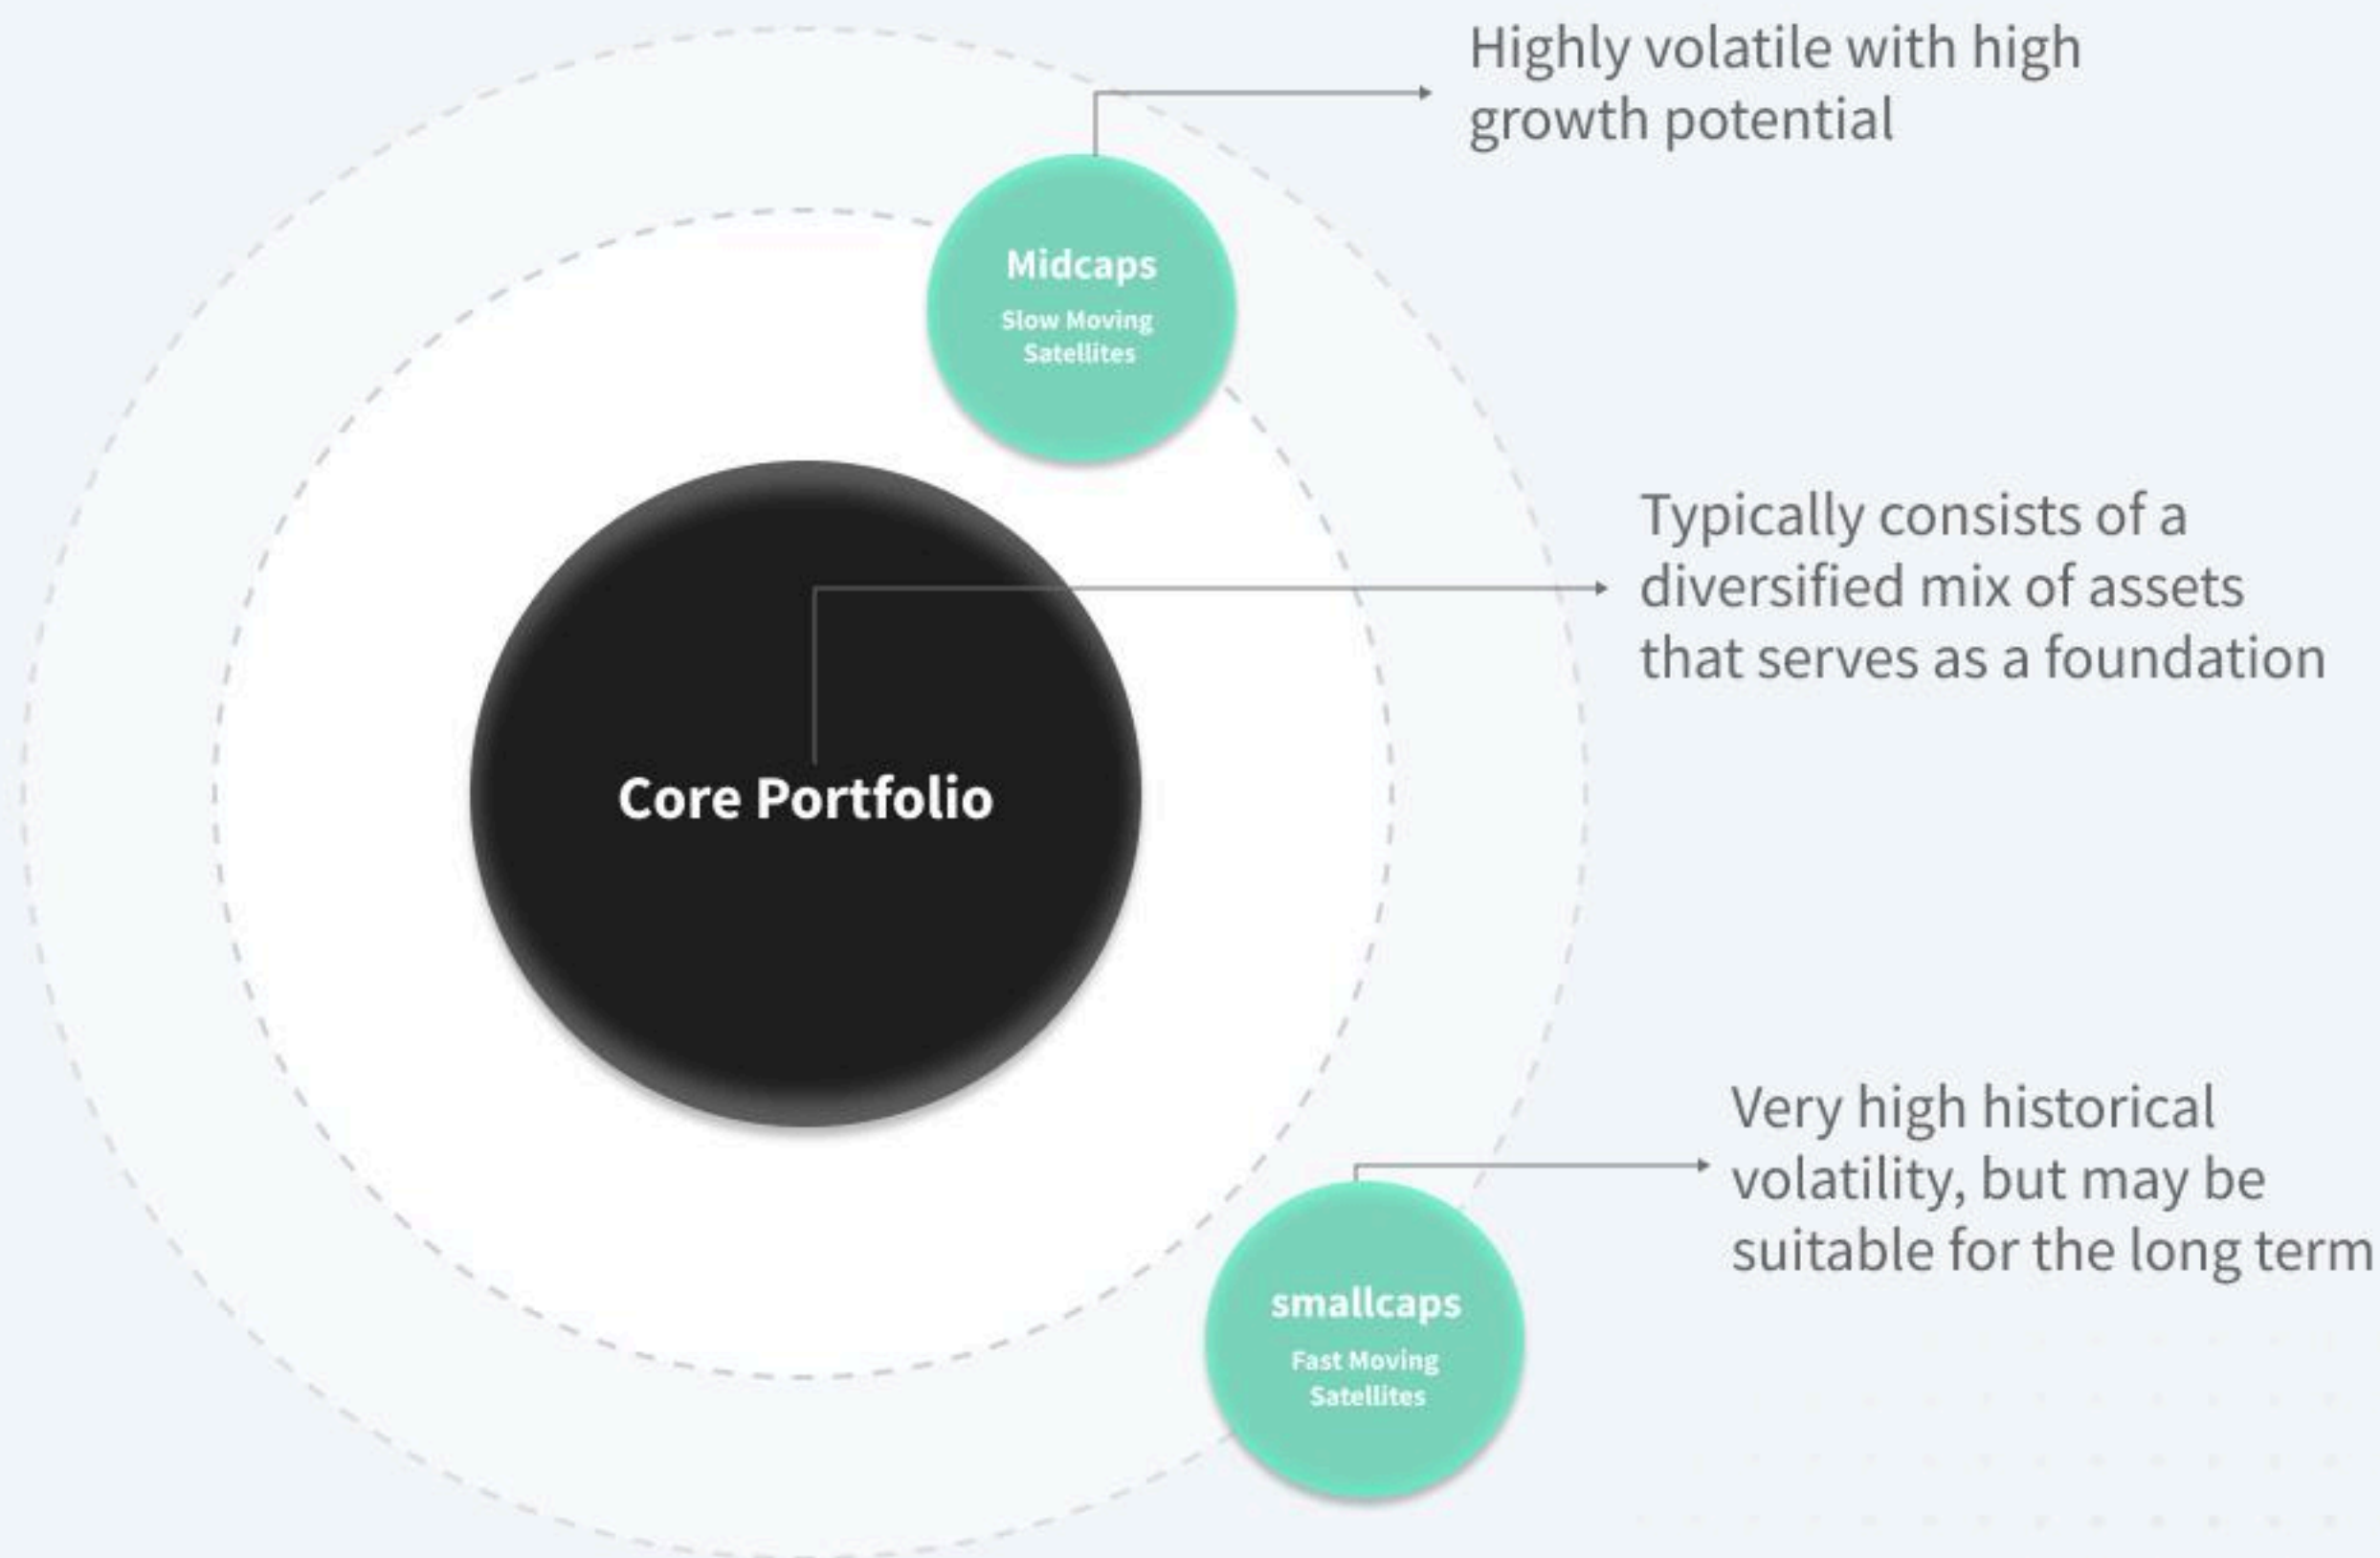 Highly volatile with high
growth potential
Midcaps
Slow Moving
Satellites
Typically consists of a
diversified mix of assets
that serves as a foundation
Core Portfolio
Very high historical
volatility, but may be
suitable for the long term
smallcaps
Fast Moving
Satellites